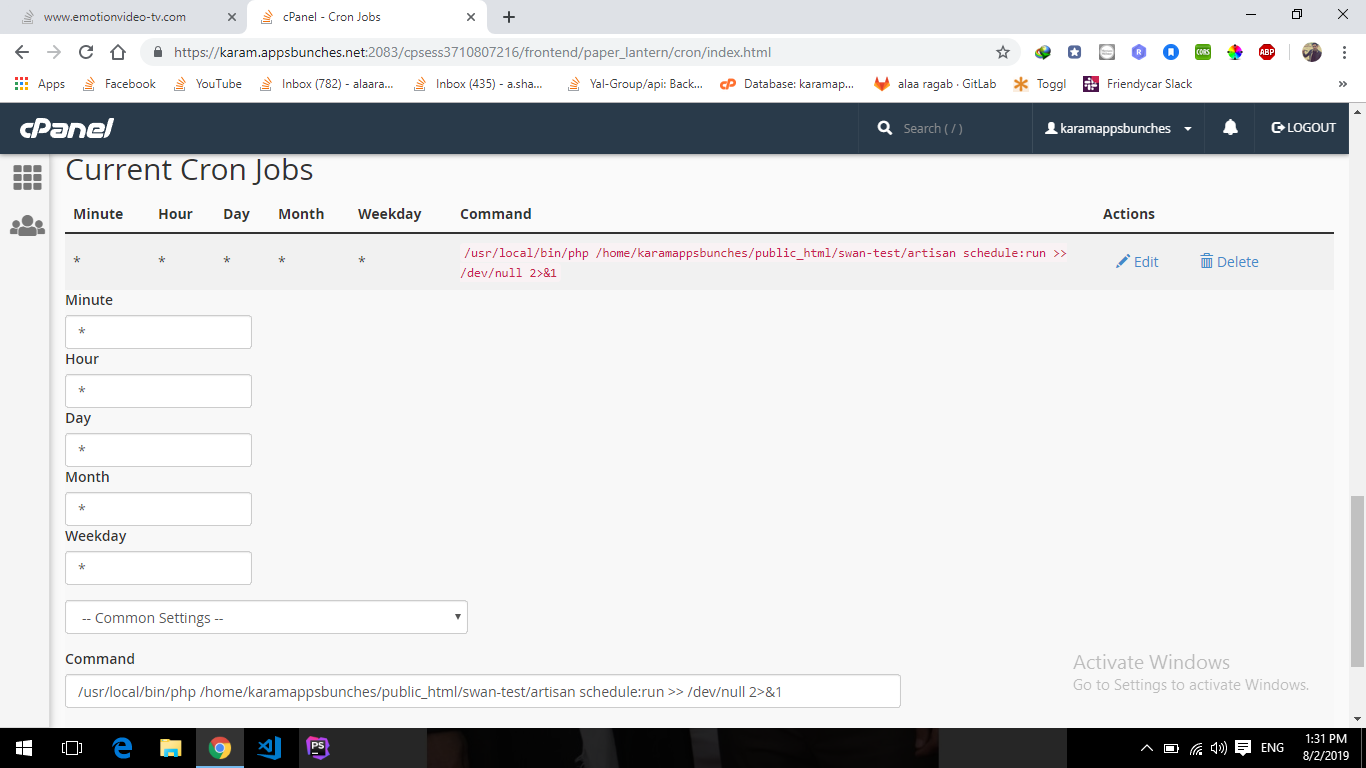 www.emotionvideo-tv.com
cPanel - Cron Jobs
https://karam.appsbunches.net:2083/cpsess3710807216/frontend/paper_lantern/cron/index.html
CORS
ABP
Apps Facebook YouTube Inbox (782) - alaara... Inbox (435) - a.sha... Yal-Group/api: Back... Database: karamap... alaa ragab · GitLab Toggl Friendycar Slack »
cPanel Search ( / ) karamappsbunches LOGOUT
Current Cron Jobs
Minute Hour Day Month Weekday Command Actions
* * * * * /usr/local/bin/php /home/karamappsbunches/public_html/swan-test/artisan schedule:run >>
/dev/null 2>&1
Edit Delete
Minute
*
Hour
*
Day
*
Month
*
Weekday
*
-- Common Settings --
Command
/usr/local/bin/php /home/karamappsbunches/public_html/swan-test/artisan schedule:run >> /dev/null 2>&1
Activate Windows
Go to Settings to activate Windows.
PS
ENG
1:31 PM
8/2/2019